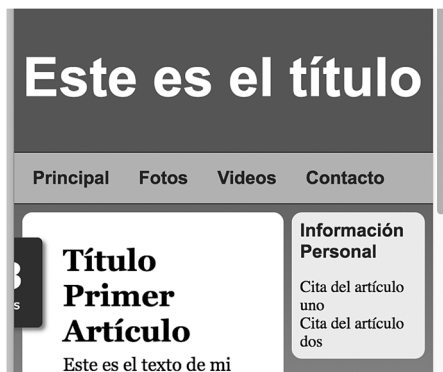 Este es el título
Principal Fotos Videos Contacto
Título
Primer
Artículo
Este es el texto de mi
Información
Personal
Cita del artículo
uno
Cita del artículo
dos